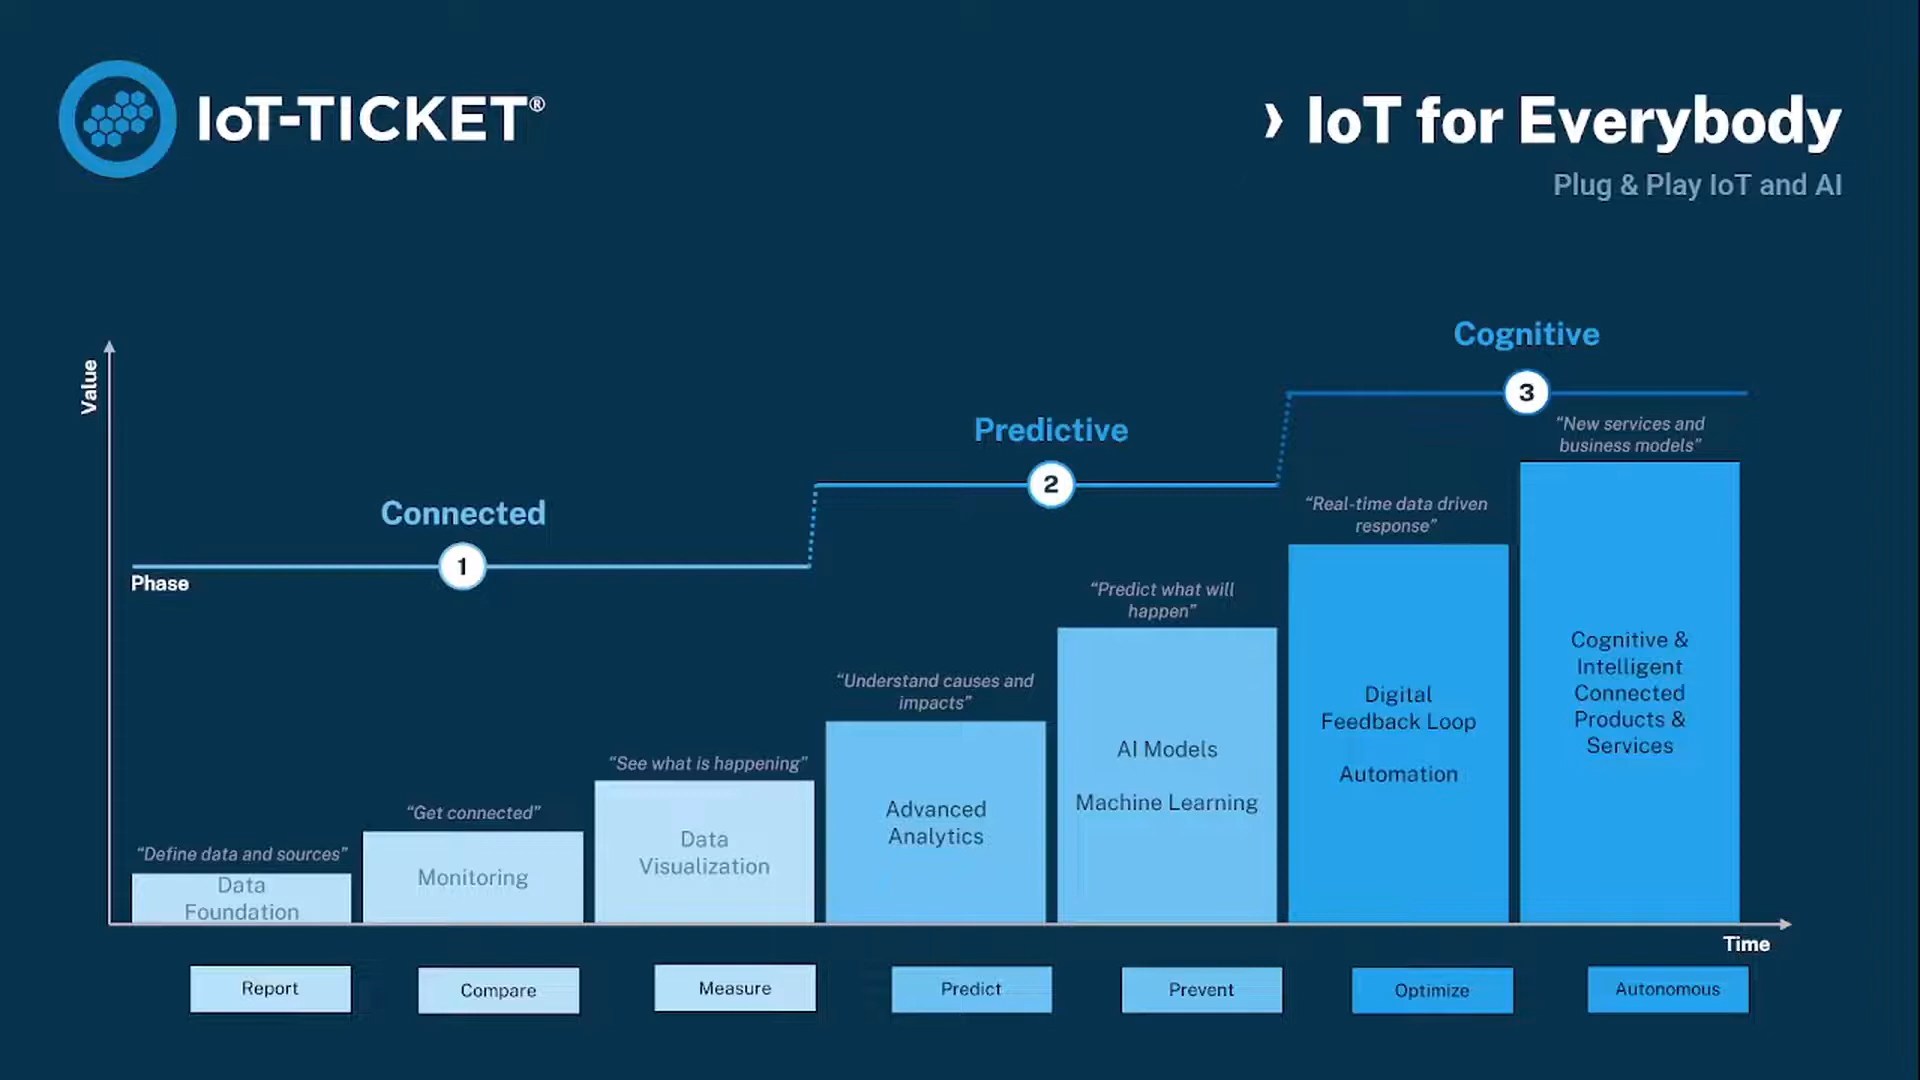 IoT-TICKET®
› IoT for Everybody
Plug & Play IoT and AI
Value
Cognitive
3
"New services and
business models"
Predictive
2
"Real-time data driven
response"
Connected
1
Phase
"Predict what will
happen"
"Understand causes and
impacts"
"See what is happening"
"Get connected"
"Define data and sources"
Data
Foundation
Monitoring
Data
Visualization
Advanced
Analytics
AI Models
Machine Learning
Digital
Feedback Loop
Automation
Cognitive &
Intelligent
Connected
Products &
Services
Time
Report
Compare
Measure
Predict
Prevent
Optimize
Autonomous